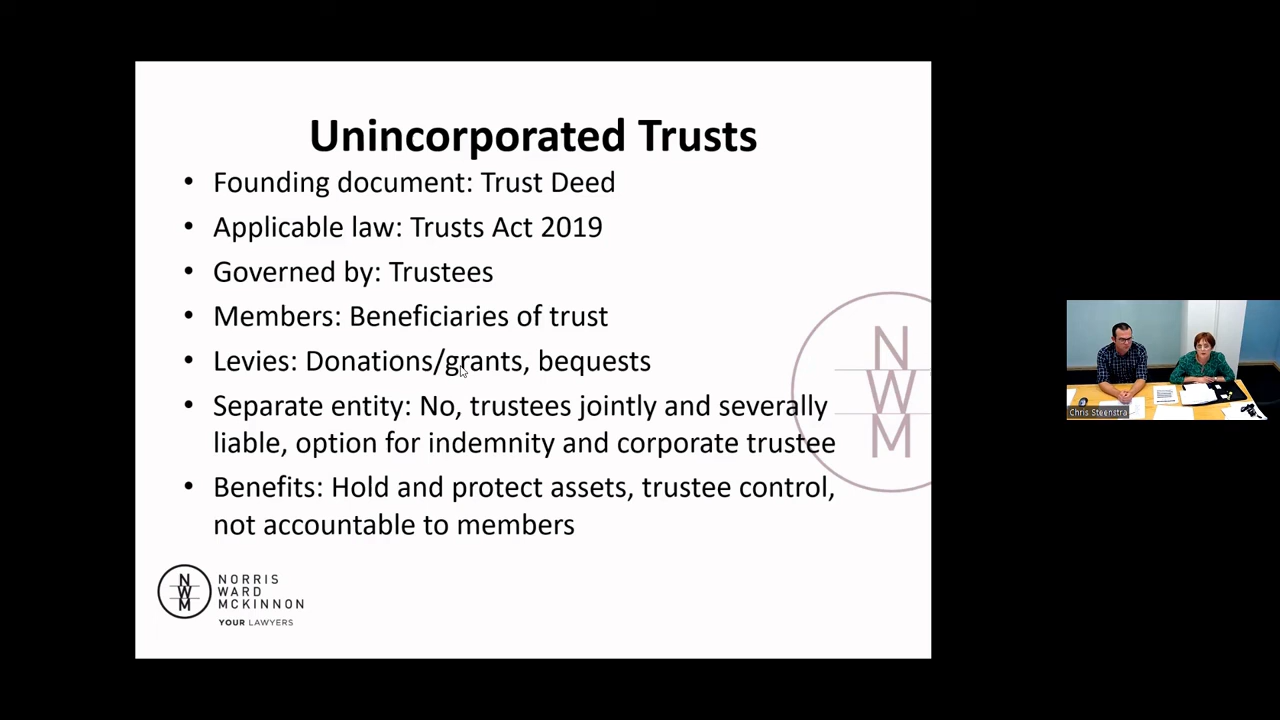 Unincorporated Trusts
• Founding document: Trust Deed
• Applicable law: Trusts Act 2019
• Governed by: Trustees
• Members: Beneficiaries of trust
• Levies: Donations/grants, bequests
• Separate entity: No, trustees jointly and severally
liable, option for indemnity and corporate trustee
• Benefits: Hold and protect assets, trustee control,
not accountable to members
N
W
M
N
W
M
NORRIS
WARD
MCKINNON
YOUR LAWYERS
Chris Steenstra